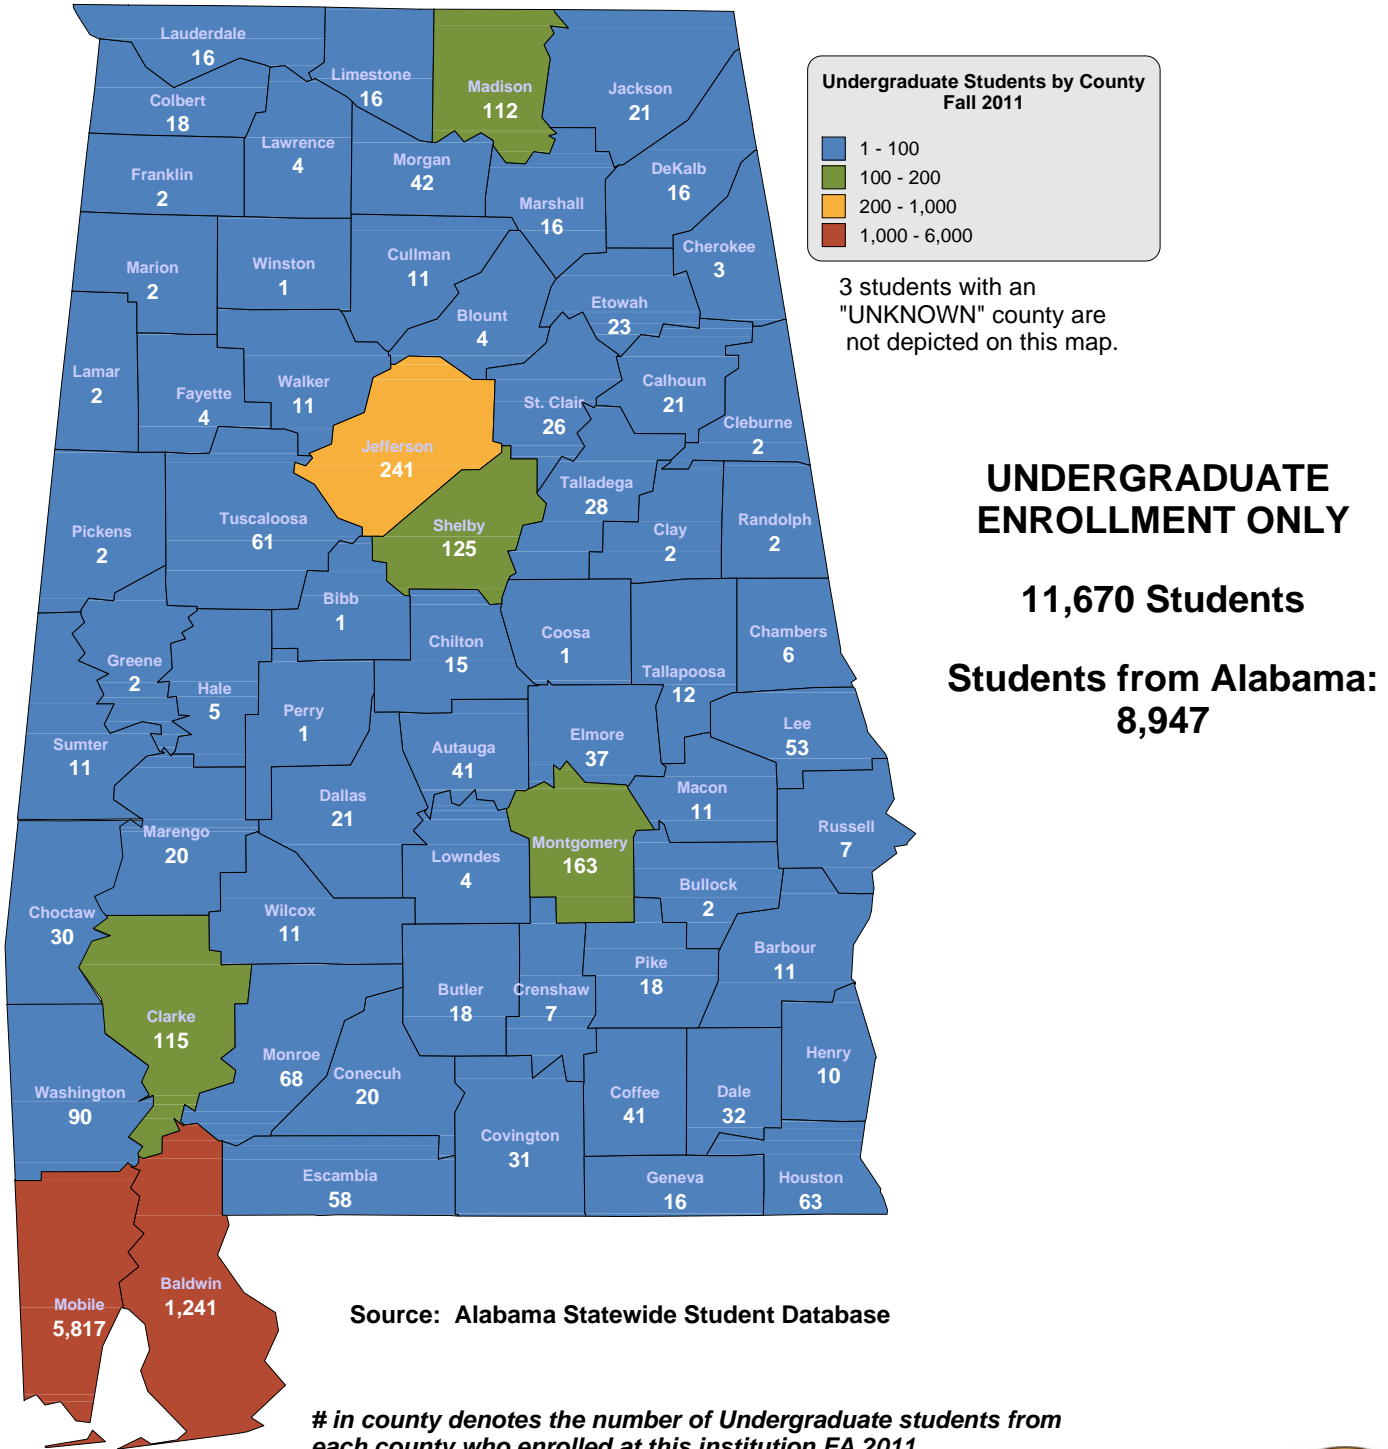 Lauderdale
16
Limestone
16
Madison
112
Jackson
21
Colbert
18
Lawrence
4
Morgan
42
Franklin
2
DeKalb
16
Marshall
16
Cherokee
3
Marion
2
Winston
1
Cullman
11
Blount
4
Etowah
23
Lamar
2
Fayette
4
Walker
11
St. Clair
26
Calhoun
21
Cleburne
2
Jefferson
241
Talladega
28
Pickens
2
Tuscaloosa
61
Shelby
125
Clay
2
Randolph
2
Bibb
1
Chilton
15
Coosa
1
Chambers
6
Tallapoosa
12
Greene
2
Hale
5
Perry
1
Sumter
11
Autauga
41
Elmore
37
Lee
53
Dallas
21
Macon
11
Marengo
20
Montgomery
163
Russell
7
Lowndes
4
Bullock
2
Choctaw
30
Wilcox
11
Barbour
11
Pike
18
Butler
18
Crenshaw
7
Clarke
115
Monroe
68
Conecuh
20
Henry
10
Washington
90
Coffee
41
Dale
32
Covington
31
Escambia
58
Geneva
16
Houston
63
Mobile
5,817
Baldwin
1,241
Undergraduate Students by County
Fall 2011
1 - 100
100 - 200
200 - 1,000
1,000 - 6,000
3 students with an
"UNKNOWN" county are
not depicted on this map.
UNDERGRADUATE
ENROLLMENT ONLY
11,670 Students
Students from Alabama:
8,947
Source: Alabama Statewide Student Database
# in county denotes the number of Undergraduate students from
each county who enrolled at this institution FA 2011